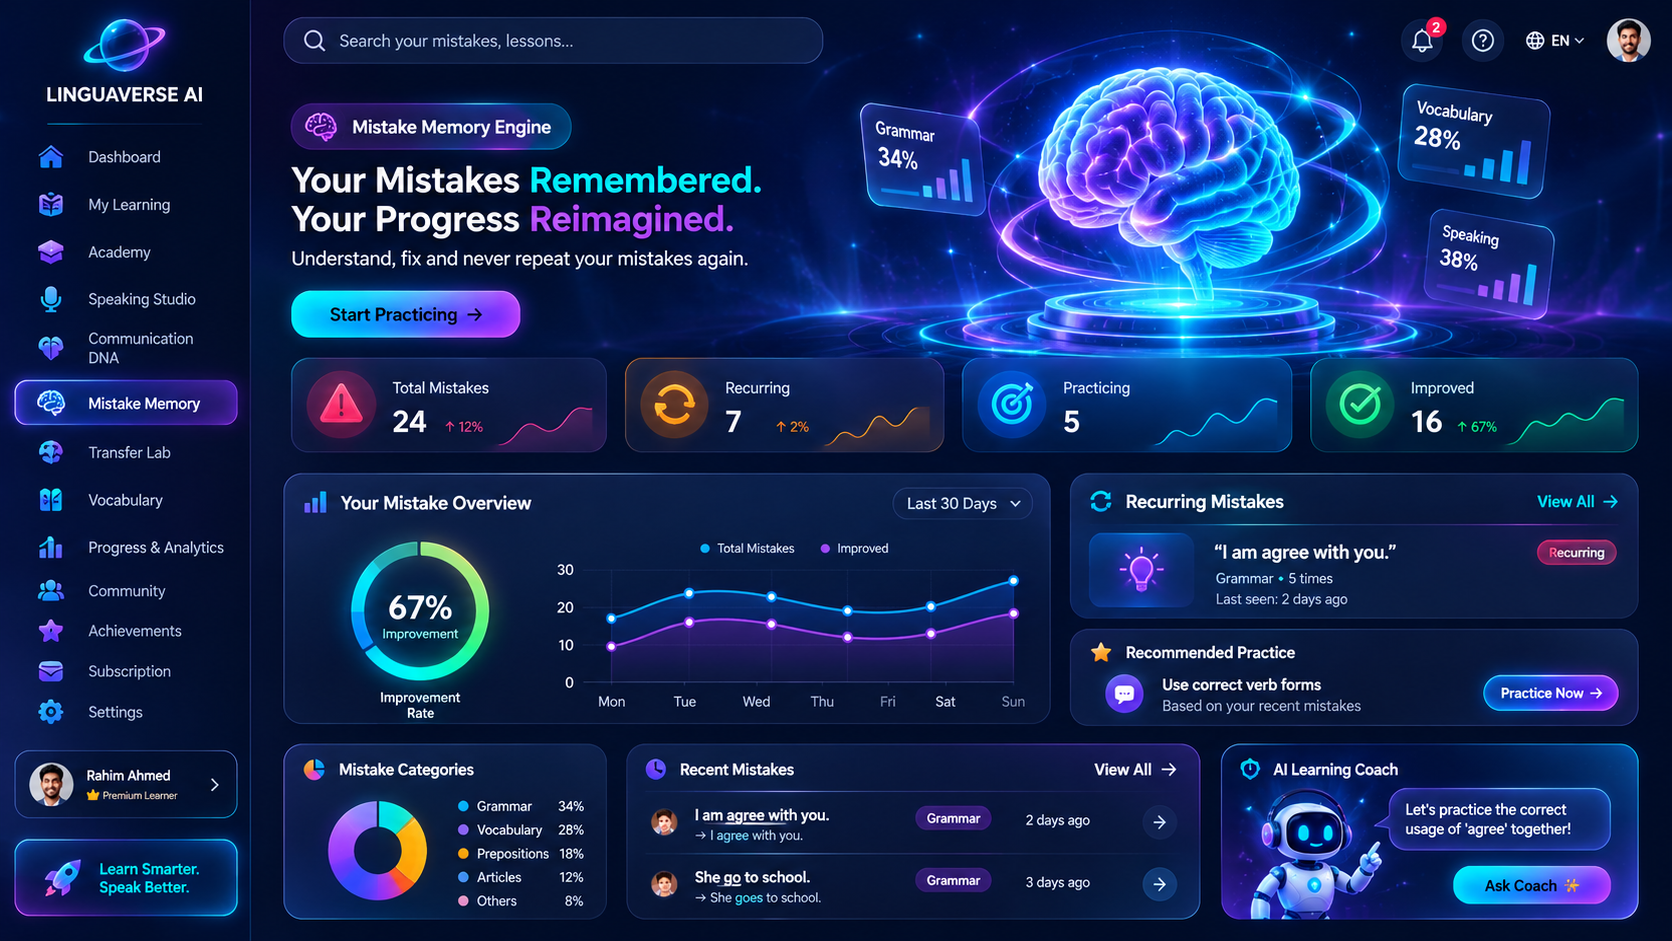 LINGUAVERSE AI
Dashboard
My Learning
Academy
Speaking Studio
Communication
DNA
Mistake Memory
Transfer Lab
Vocabulary
Progress & Analytics
Community
Achievements
Subscription
Settings
Rahim Ahmed
Premium Learner
Learn Smarter.
Speak Better.
Search your mistakes, lessons...
2
EN
Mistake Memory Engine
Your Mistakes Remembered.
Your Progress Reimagined.
Understand, fix and never repeat your mistakes again.
Start Practicing →
Grammar
34%
Vocabulary
28%
Speaking
38%
Total Mistakes
24 ↑ 12%
Recurring
7 ↑ 2%
Practicing
5
Improved
16 ↑ 67%
Your Mistake Overview
Last 30 Days
67%
Improvement
Improvement
Rate
Total Mistakes Improved
30
20
10
0
Mon Tue Wed Thu Fri Sat Sun
Recurring Mistakes
View All →
“I am agree with you.”
Recurring
Grammar • 5 times
Last seen: 2 days ago
Recommended Practice
Use correct verb forms
Based on your recent mistakes
Practice Now →
Mistake Categories
Grammar 34%
Vocabulary 28%
Prepositions 18%
Articles 12%
Others 8%
Recent Mistakes
View All →
I am agree with you.
→ I agree with you.
Grammar
2 days ago
She go to school.
→ She goes to school.
Grammar
3 days ago
AI Learning Coach
Let's practice the correct
usage of 'agree' together!
Ask Coach